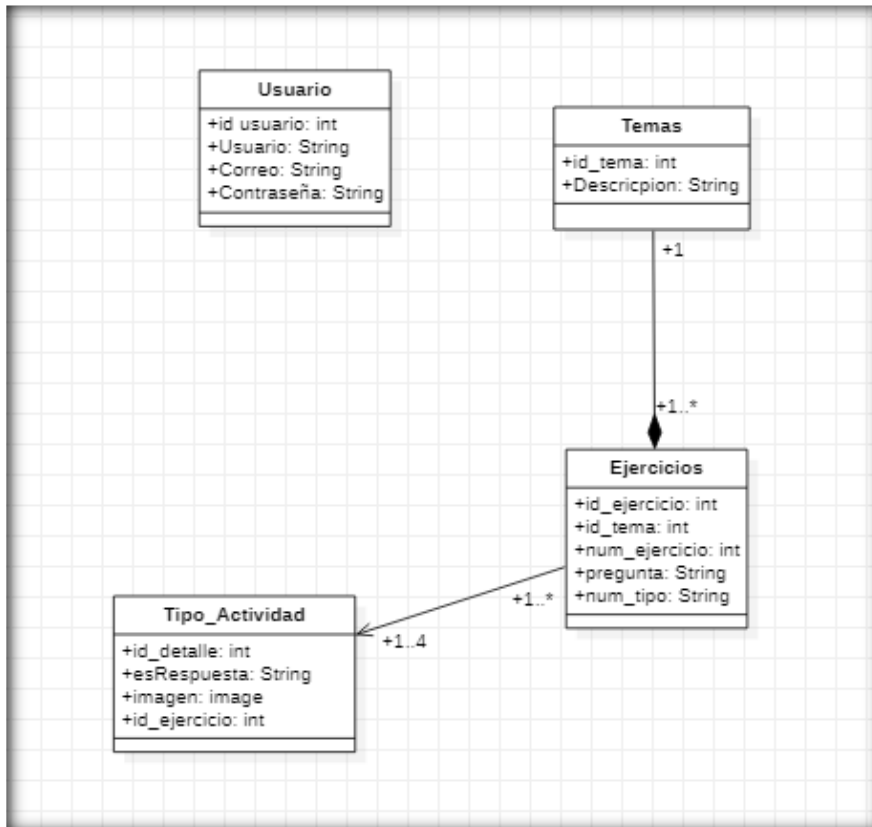 Usuario
+id usuario: int
+Usuario: String
+Correo: String
+Contraseña: String
Temas
+id_tema: int
+Descricpion: String
+1
+1..*
Ejercicios
+id_ejercicio: int
+id_tema: int
+num_ejercicio: int
+pregunta: String
+num_tipo: String
+1..*
+1..4
Tipo_Actividad
+id_detalle: int
+esRespuesta: String
+imagen: image
+id_ejercicio: int